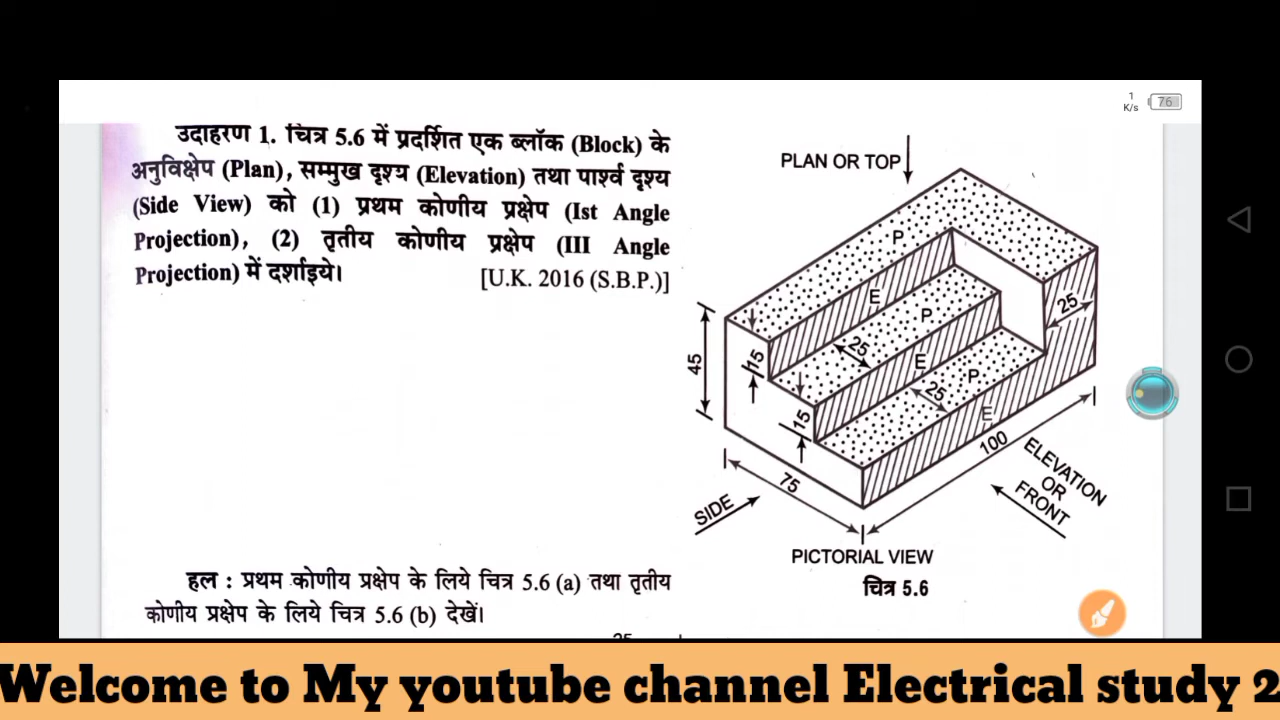 1
K/s
76
उदाहरण 1. चित्र 5.6 में प्रदर्शित एक ब्लॉक (Block) के
अनुविक्षेप (Plan), सम्मुख दृश्य (Elevation) तथा पार्श्व दृश्य
(Side View) को (1) प्रथम कोणीय प्रक्षेप (Ist Angle
Projection), (2) तृतीय कोणीय प्रक्षेप (III Angle
Projection) में दर्शाइये।
[U.K. 2016 (S.B.P.)]
PLAN OR TOP
P
E
P
25
25
E
P
25
E
45
15
15
75
100
SIDE
ELEVATION
OR
FRONT
PICTORIAL VIEW
चित्र 5.6
हल : प्रथम कोणीय प्रक्षेप के लिये चित्र 5.6 (a) तथा तृतीय
कोणीय प्रक्षेप के लिये चित्र 5.6 (b) देखें।
Welcome to My youtube channel Electrical study 2